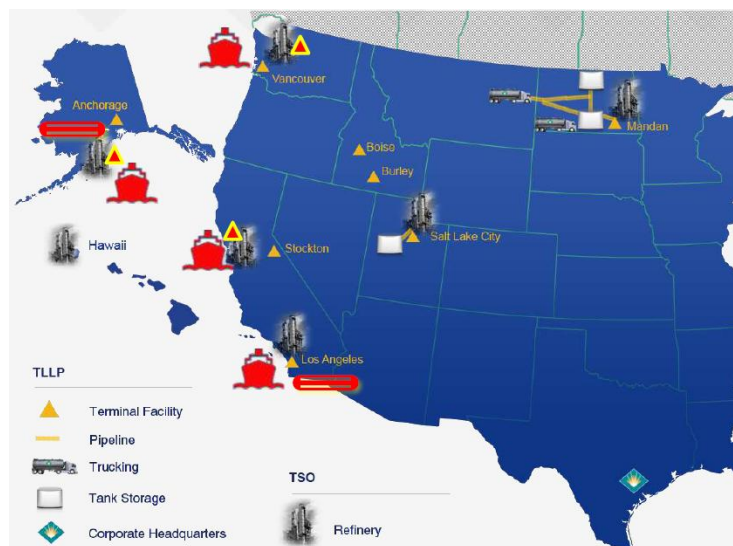 Vancouver
Anchorage
Mandan
Boise
Burley
Hawaii
Stockton
Salt Lake City
Los Angeles
TLLP
Terminal Facility
Pipeline
Trucking
Tank Storage
Corporate Headquarters
TSO
Refinery